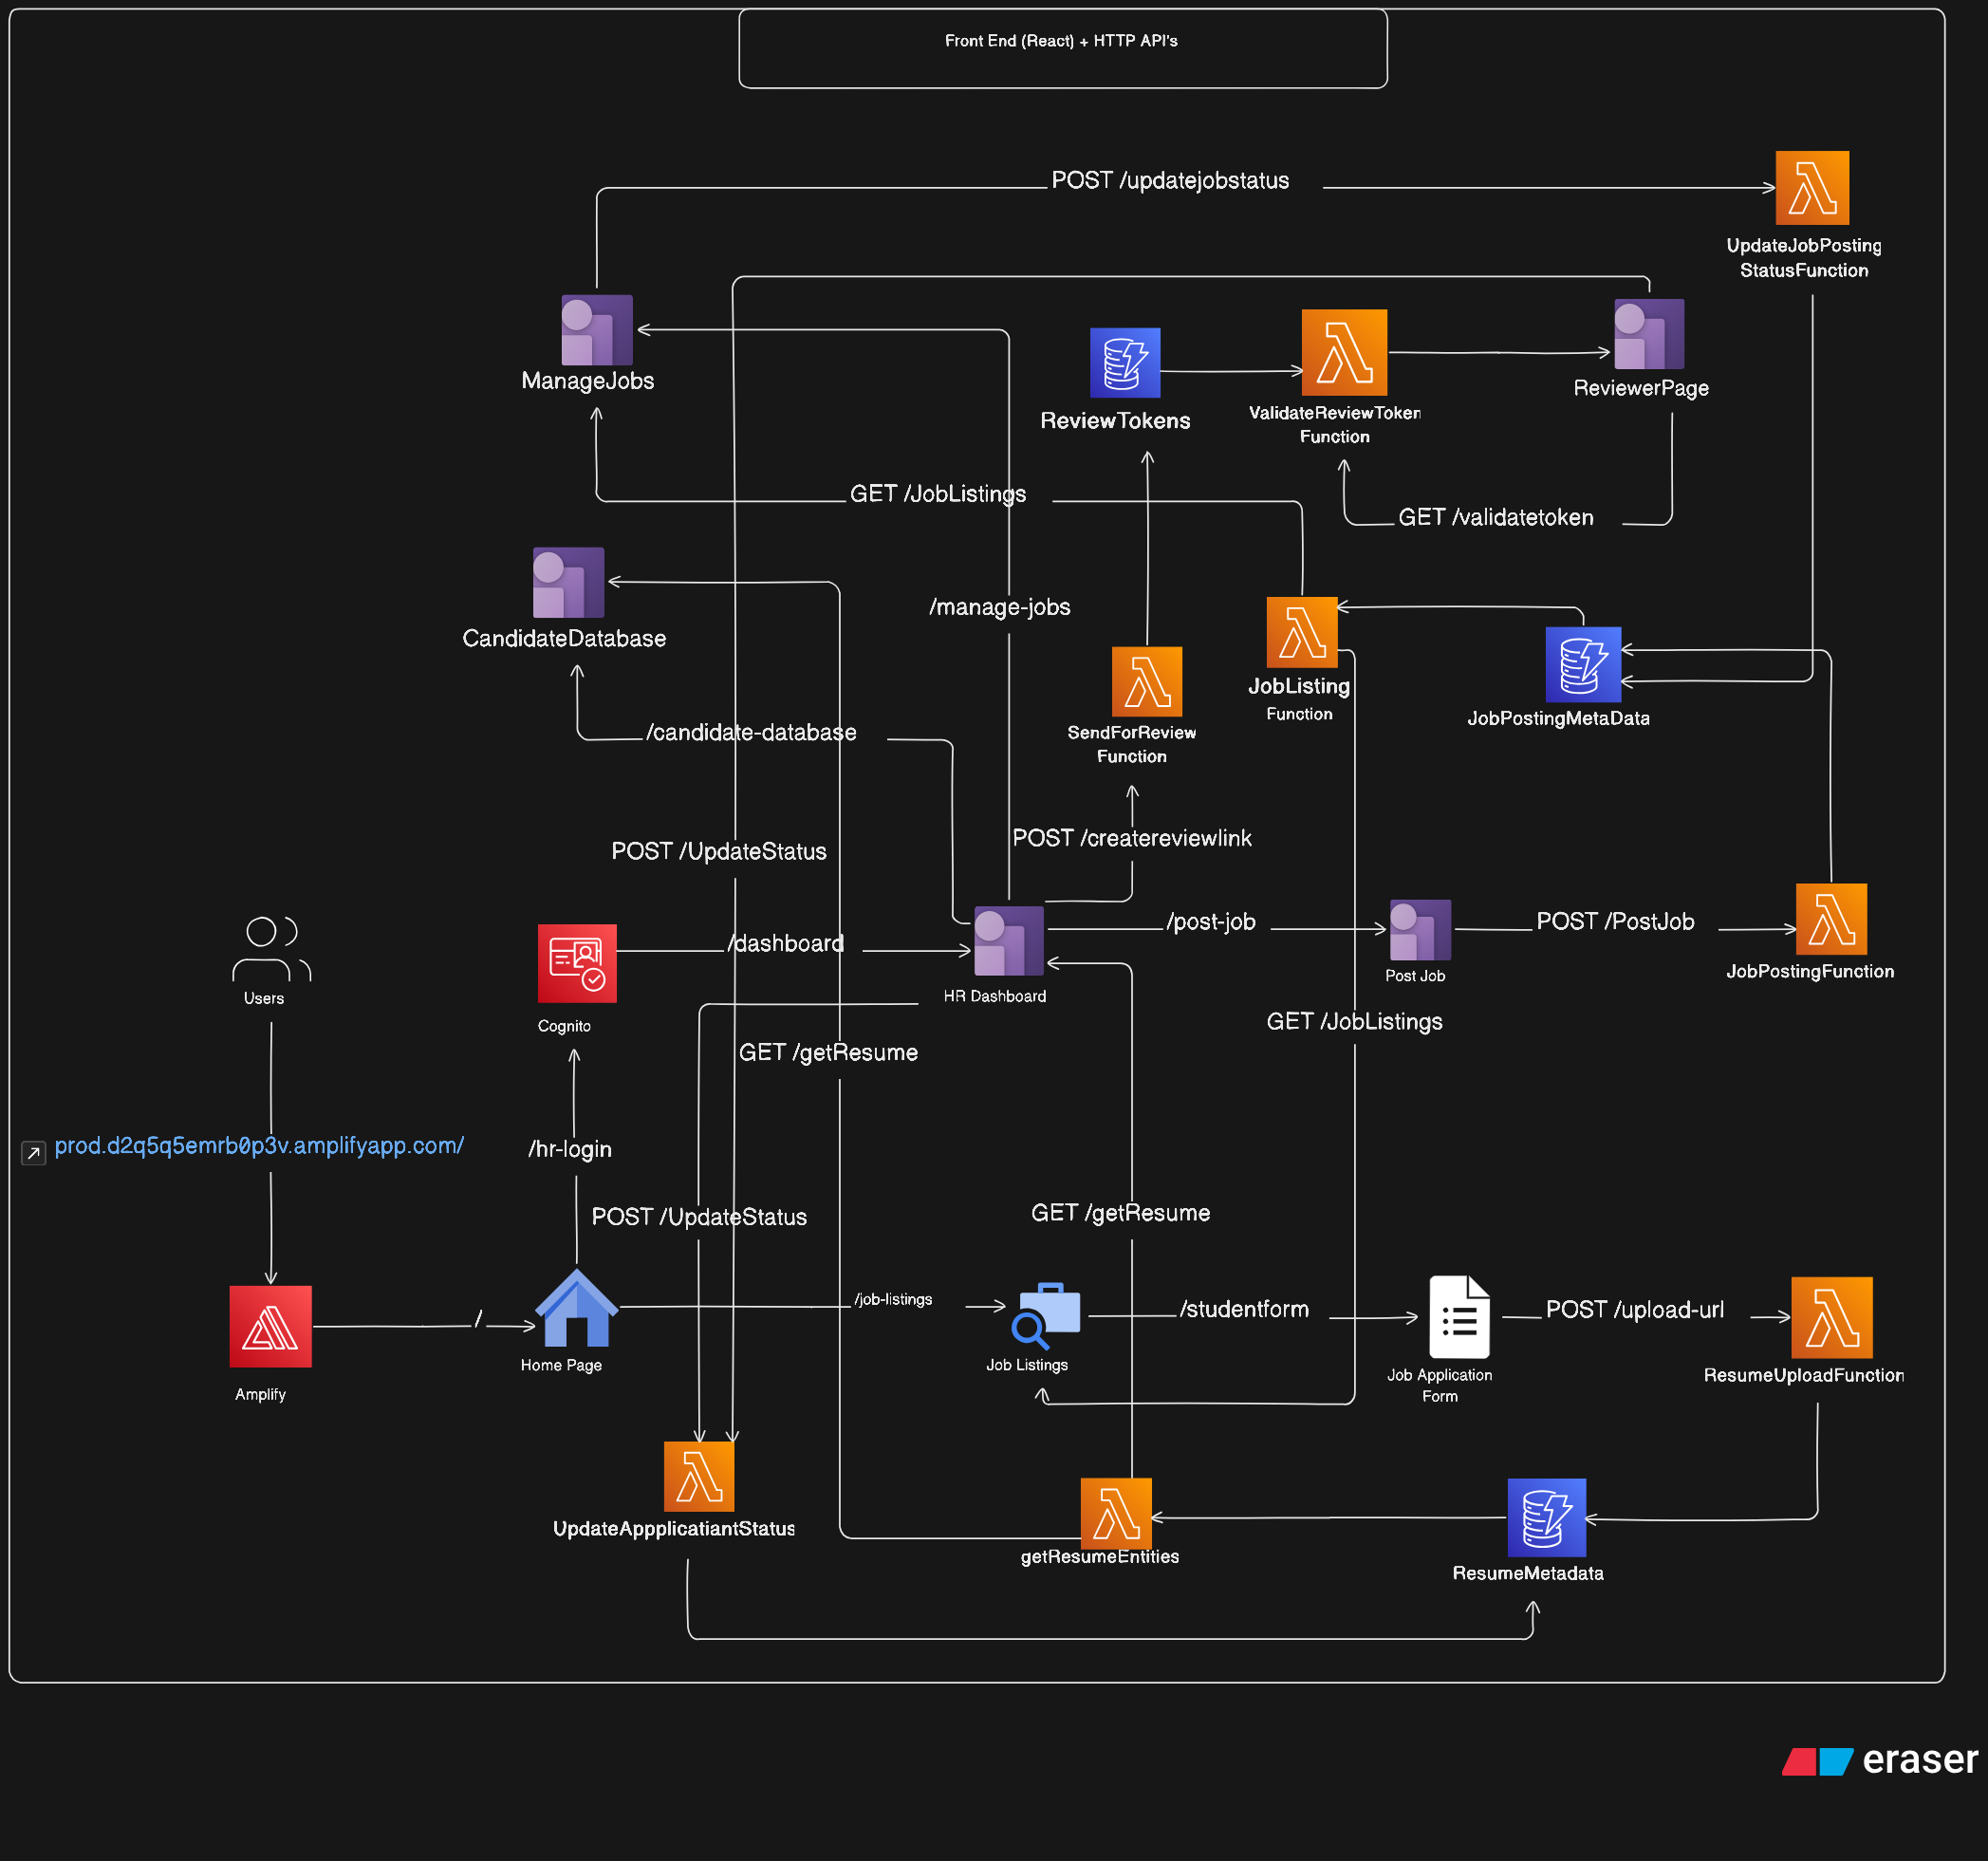 Front End (React) + HTTP API's
POST /updatejobstatus
UpdateJobPosting
StatusFunction
ManageJobs
ReviewTokens
ValidateReviewToken
Function
ReviewerPage
GET /JobListings
GET /validatetoken
CandidateDatabase
/manage-jobs
JobListing
Function
JobPostingMetaData
SendForReview
Function
/candidate-database
POST /createreviewlink
POST /UpdateStatus
/post-job
POST /PostJob
/dashboard
JobPostingFunction
Post Job
HR Dashboard
Users
Cognito
GET /JobListings
GET /getResume
prod.d2q5q5emrb0p3v.amplifyapp.com/
/hr-login
POST /UpdateStatus
GET /getResume
/
/job-listings
/studentform
POST /upload-url
Amplify
Home Page
Job Listings
Job Application
Form
ResumeUploadFunction
UpdateAppplicatiantStatus
getResumeEntities
ResumeMetadata
eraser